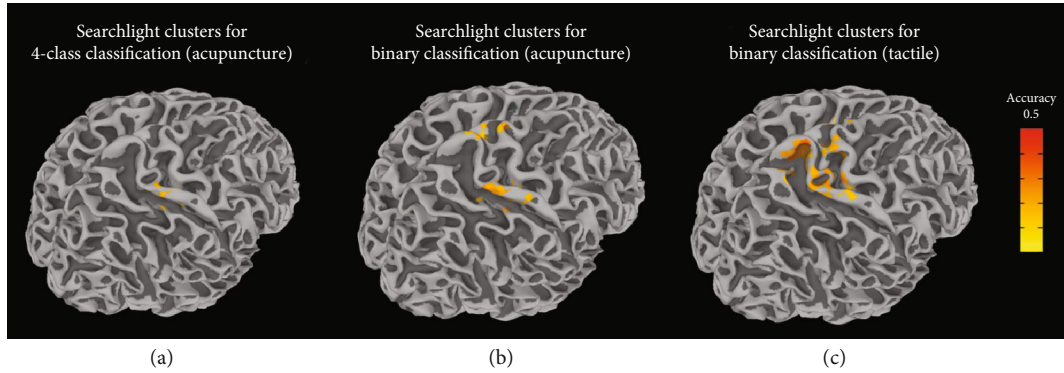 Searchlight clusters for
4-class classification (acupuncture)
Searchlight clusters for
binary classification (acupuncture)
Searchlight clusters for
binary classification (tactile)
Accuracy
0.5
(a)
(b)
(c)